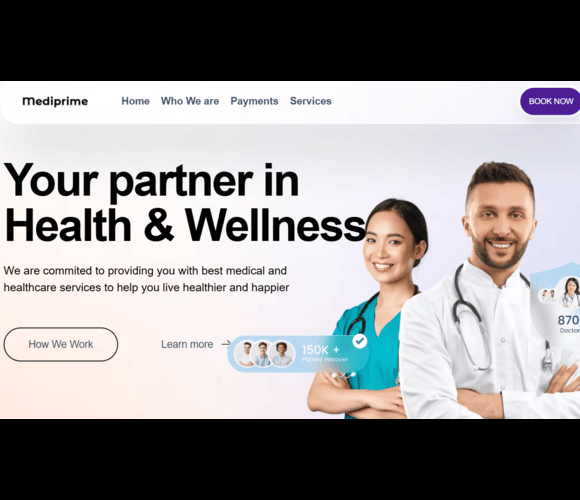 mediprime
Home Who We are Payments Services
BOOK NOW
Your partner in
Health & Wellness
We are commited to providing you with best medical and
healthcare services to help you live healthier and happier
How We Work
Learn more →
150K +
Patient Recover
870
Doctor